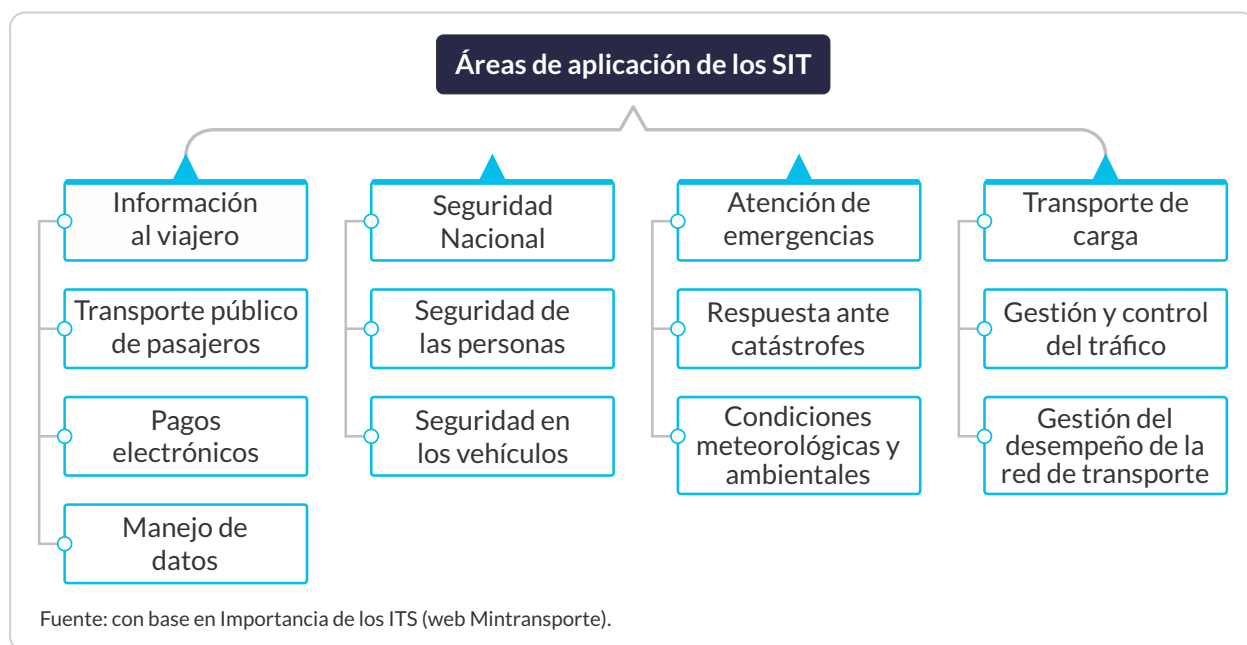 Áreas de aplicación de los SIT
Información
al viajero
Transporte público
de pasajeros
Pagos
electrónicos
Manejo de
datos
Seguridad
Nacional
Seguridad de
las personas
Seguridad en
los vehículos
Atención de
emergencias
Respuesta ante
catástrofes
Condiciones
meteorológicas y
ambientales
Transporte de
carga
Gestión y control
del tráfico
Gestión del
desempeño de la
red de transporte
Fuente: con base en Importancia de los ITS (web Mintransporte).